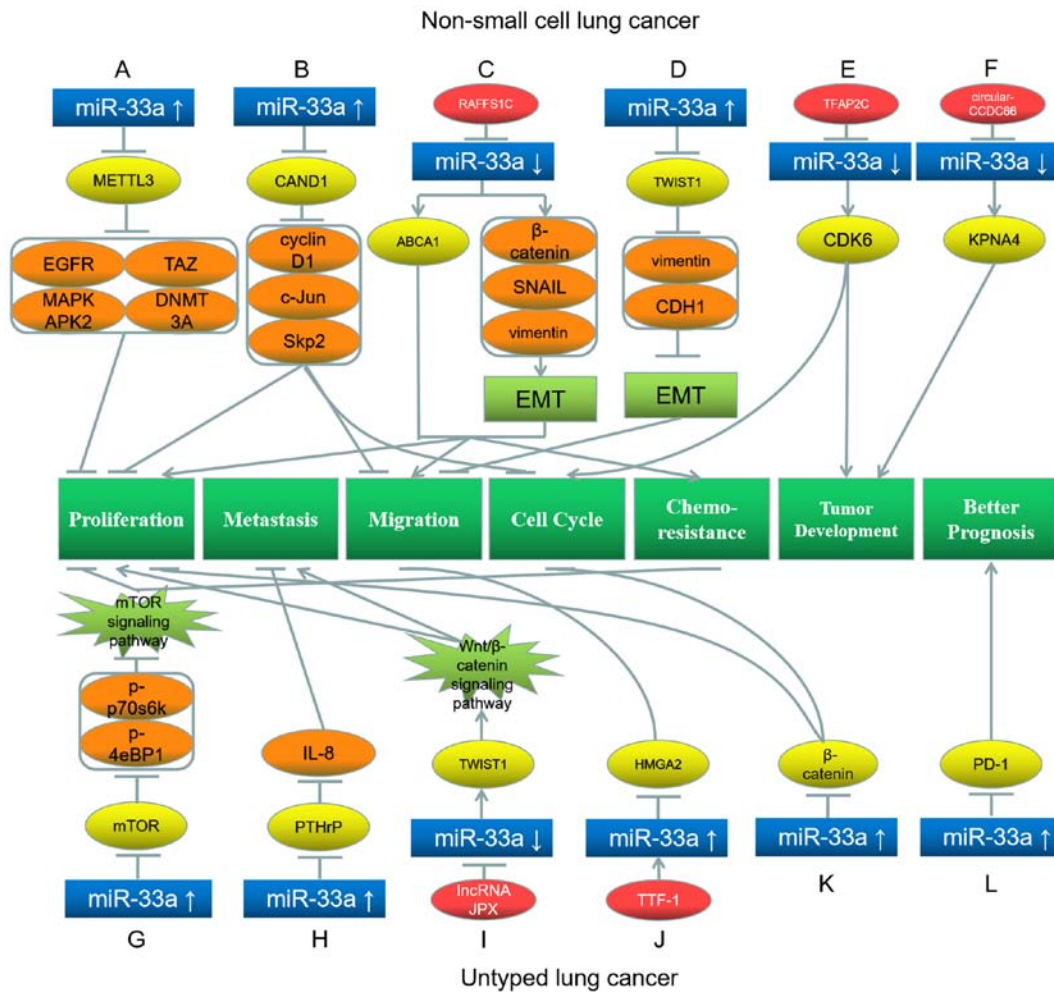 Non-small cell lung cancer
A
B
C
D
E
F
miR-33a ↑
miR-33a ↑
RAFFS1C
miR-33a ↑
TFAP2C
circular-
CCDC66
miR-33a ↓
miR-33a ↓
miR-33a ↓
METTL3
CAND1
TWIST1
ABCA1
CDK6
KPNA4
EGFR
TAZ
MAPK
APK2
DNMT
3A
cyclin
D1
c-Jun
Skp2
β-
catenin
SNAIL
vimentin
vimentin
CDH1
EMT
EMT
Proliferation
Metastasis
Migration
Cell Cycle
Chemo-
resistance
Tumor
Development
Better
Prognosis
mTOR
signaling
pathway
Wnt/β-
catenin
signaling
pathway
p-
p70s6k
p-
4eBP1
IL-8
TWIST1
HMGA2
β-
catenin
PD-1
mTOR
PTHrP
miR-33a ↓
miR-33a ↑
miR-33a ↑
miR-33a ↑
miR-33a ↑
miR-33a ↑
lncRNA
JPX
TTF-1
K
L
G
H
I
J
Untyped lung cancer